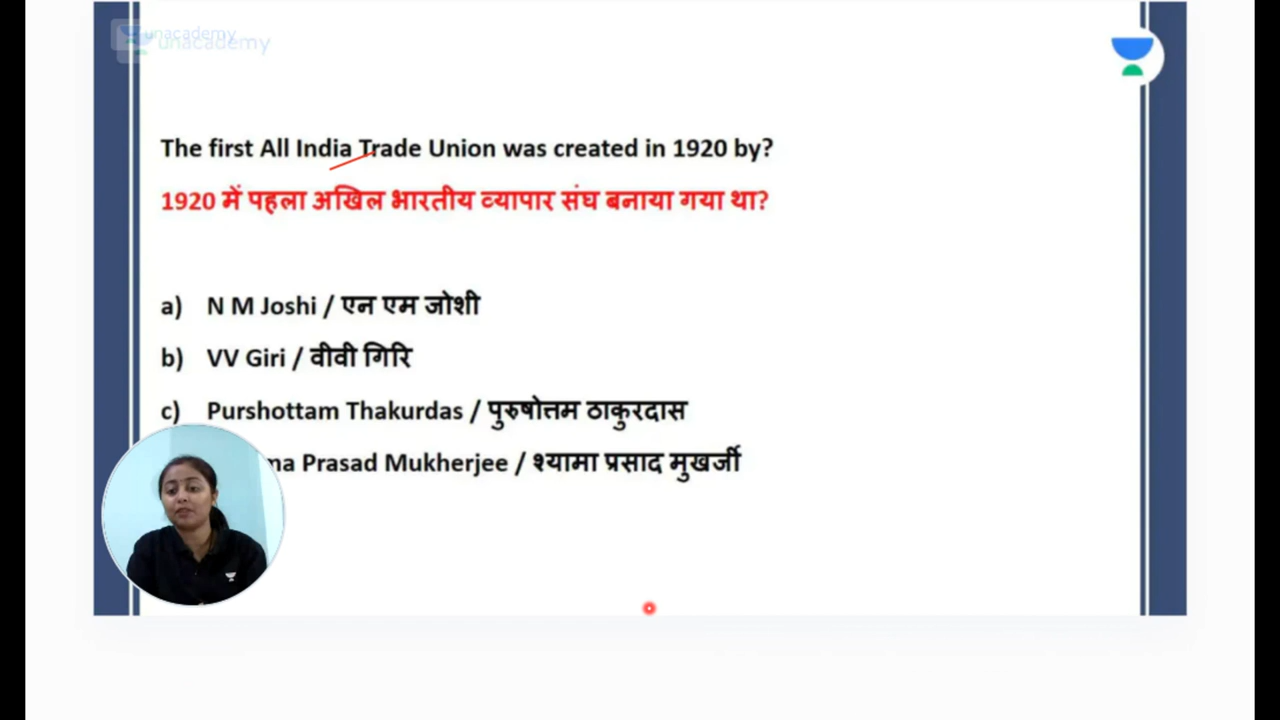 unacademy
unacademy
The first All India Trade Union was created in 1920 by?
1920 में पहला अखिल भारतीय व्यापार संघ बनाया गया था?
a) N M Joshi / एन एम जोशी
b) VV Giri / वीवी गिरि
c) Purshottam Thakurdas / पुरुषोत्तम ठाकुरदास
Prasad Mukherjee / श्यामा प्रसाद मुखर्जी